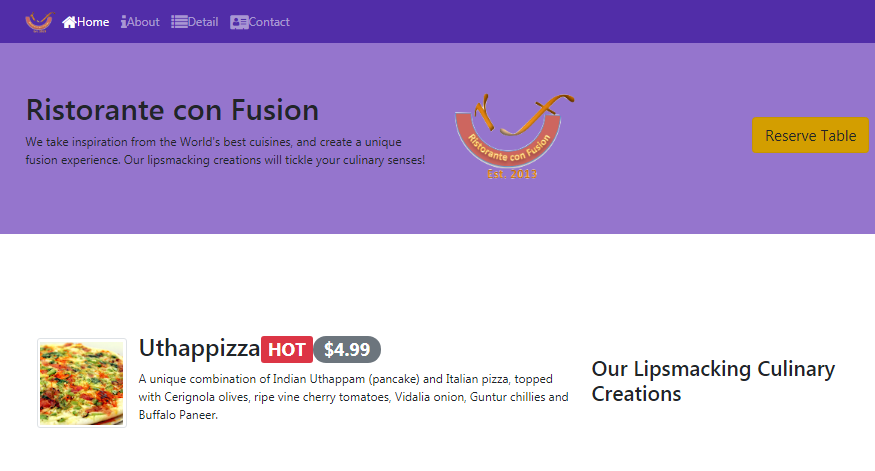 Home About Detail Contact
Ristorante con Fusion
We take inspiration from the World's best cuisines, and create a unique
fusion experience. Our lipsmacking creations will tickle your culinary senses!
Ristorante con Fusion
Est. 2013
Reserve Table
Uthappizza HOT $4.99
A unique combination of Indian Uthappam (pancake) and Italian pizza, topped
with Cerignola olives, ripe vine cherry tomatoes, Vidalia onion, Guntur chillies and
Buffalo Paneer.
Our Lipsmacking Culinary
Creations